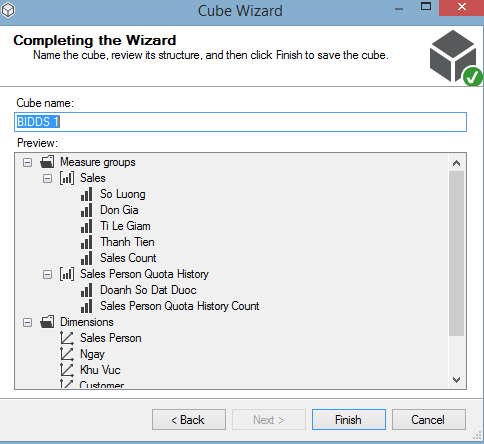 Cube Wizard
Completing the Wizard
Name the cube, review its structure, and then click Finish to save the cube.
Cube name:
BIDDS 1
Preview:
Measure groups
Sales
So Luong
Don Gia
Ti Le Giam
Thanh Tien
Sales Count
Sales Person Quota History
Doanh So Dat Duoc
Sales Person Quota History Count
Dimensions
Sales Person
Ngay
Khu Vuc
Customer
< Back
Next >
Finish
Cancel